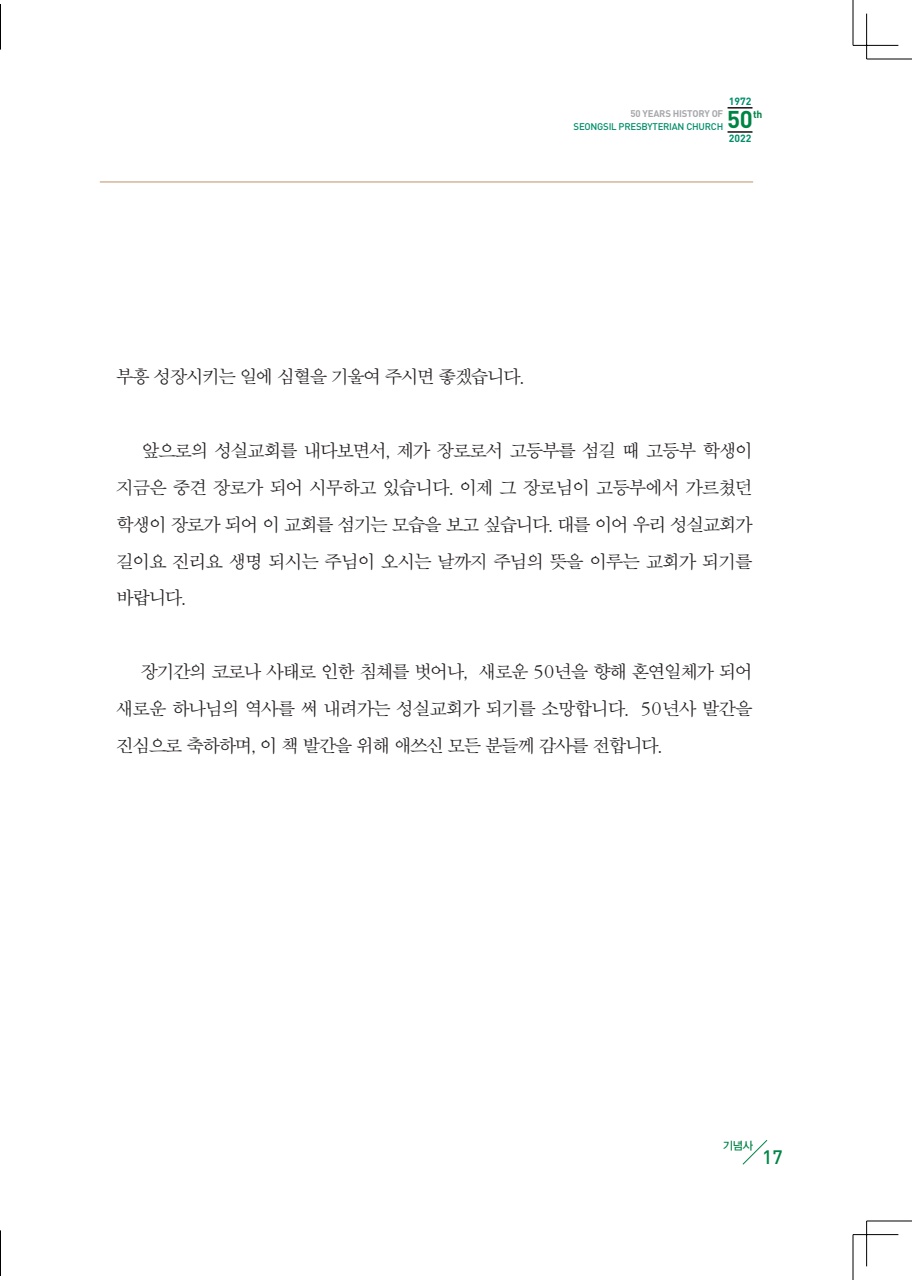 50 YEARS HISTORY OF
SEONGSIL PRESBYTERIAN CHURCH
1972
50th
2022
부흥 성장시키는 일에 심혈을 기울여 주시면 좋겠습니다.
앞으로의 성실교회를 내다보면서, 제가 장로로서 고등부를 섬길 때 고등부 학생이
지금은 중견 장로가 되어 시무하고 있습니다. 이제 그 장로님이 고등부에서 가르쳤던
학생이 장로가 되어 이 교회를 섬기는 모습을 보고 싶습니다. 대를 이어 우리 성실교회가
길이요 진리요 생명 되시는 주님이 오시는 날까지 주님의 뜻을 이루는 교회가 되기를
바랍니다.
장기간의 코로나 사태로 인한 침체를 벗어나, 새로운 50년을 향해 혼연일체가 되어
새로운 하나님의 역사를 써 내려가는 성실교회가 되기를 소망합니다. 50년사 발간을
진심으로 축하하며, 이 책 발간을 위해 애쓰신 모든 분들께 감사를 전합니다.
기념사 17